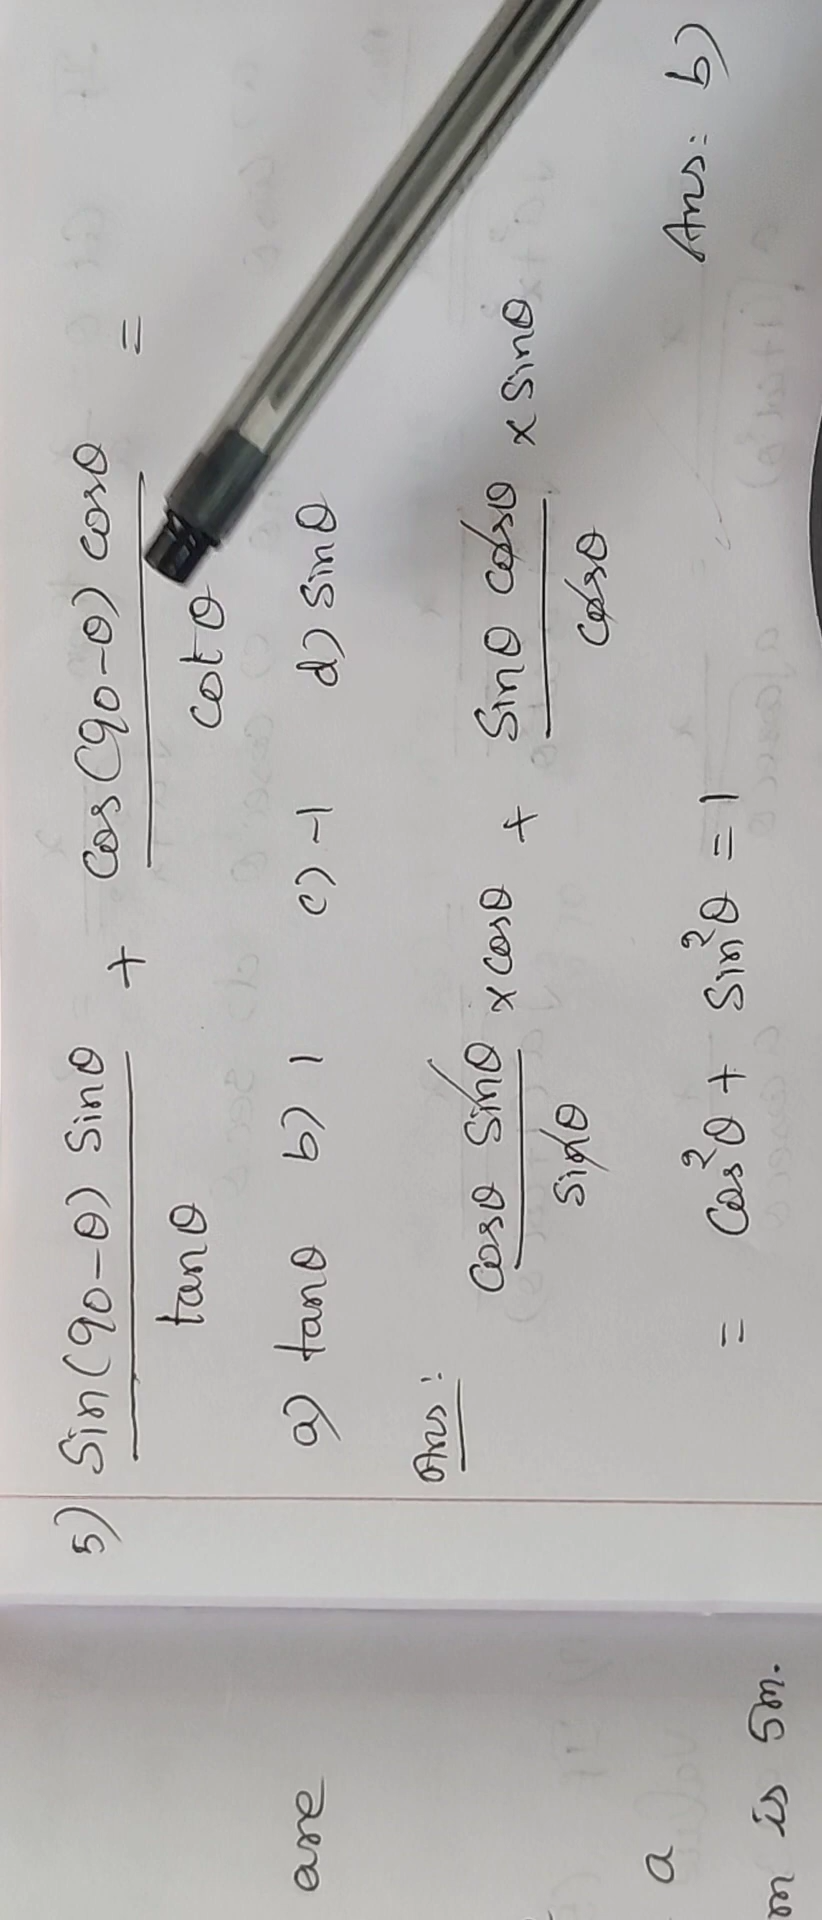 5) Sin(90-θ) Sinθ / tanθ + Cos(90-θ) cosθ / cotθ =
a) tanθ b) 1 c) -1 d) Sinθ
Ans:
Cosθ Sinθ / Sinθ × Cosθ + Sinθ Cosθ / Cosθ × Sinθ
= Cos²θ + Sin²θ = 1
Ans: b)
are
a
m is 5m.